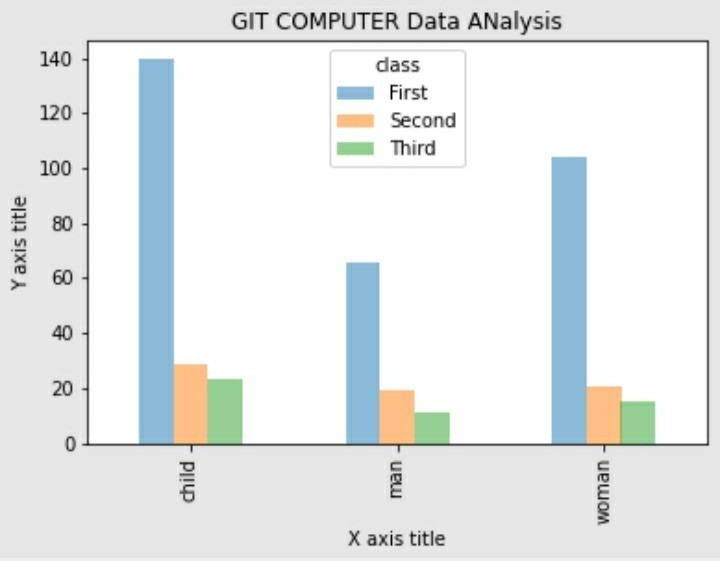 GIT COMPUTER Data ANalysis
140
120
100
80
60
40
20
0
Y axis title
class
First
Second
Third
child
man
woman
X axis title